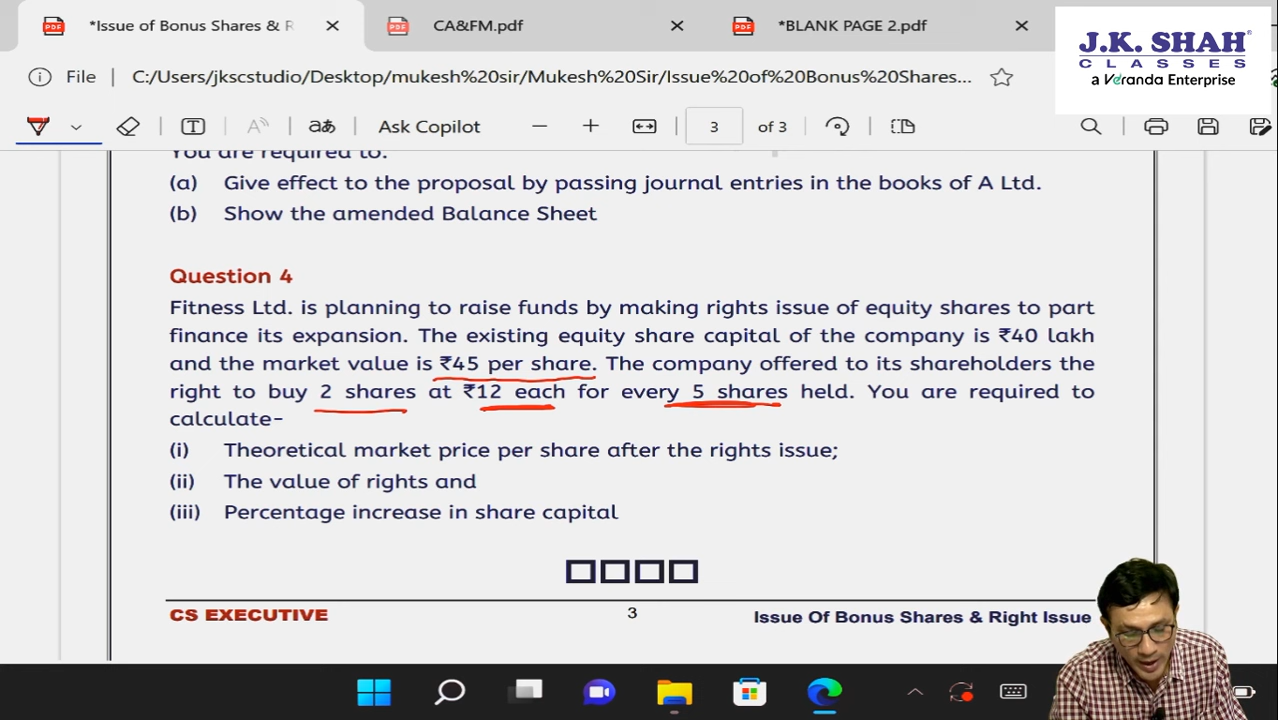 *Issue of Bonus Shares & R
CA&FM.pdf
*BLANK PAGE 2.pdf
J.K. SHAH
CLASSES
a Veranda Enterprise
File
C:/Users/jkscstudio/Desktop/mukesh%20sir/Mukesh%20Sir/Issue%20of%20Bonus%20Shares...
aあ
Ask Copilot
3
of 3
You are required to:
(a) Give effect to the proposal by passing journal entries in the books of A Ltd.
(b) Show the amended Balance Sheet
Question 4
Fitness Ltd. is planning to raise funds by making rights issue of equity shares to part
finance its expansion. The existing equity share capital of the company is ₹40 lakh
and the market value is ₹45 per share. The company offered to its shareholders the
right to buy 2 shares at ₹12 each for every 5 shares held. You are required to
calculate-
(i) Theoretical market price per share after the rights issue;
(ii) The value of rights and
(iii) Percentage increase in share capital
CS EXECUTIVE
3
Issue Of Bonus Shares & Right Issue